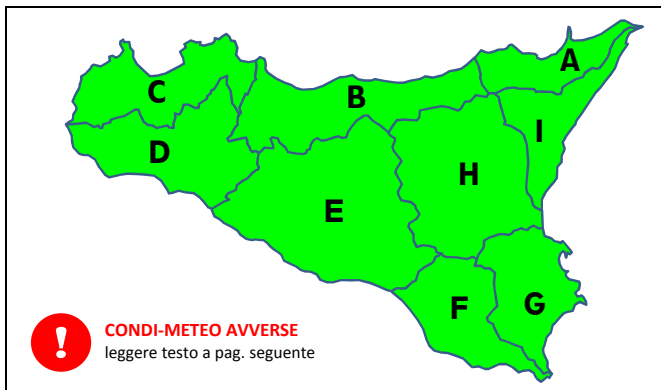 A
C
B
I
D
H
E
F
G
!
CONDI-METEO AVVERSE
leggere testo a pag. seguente